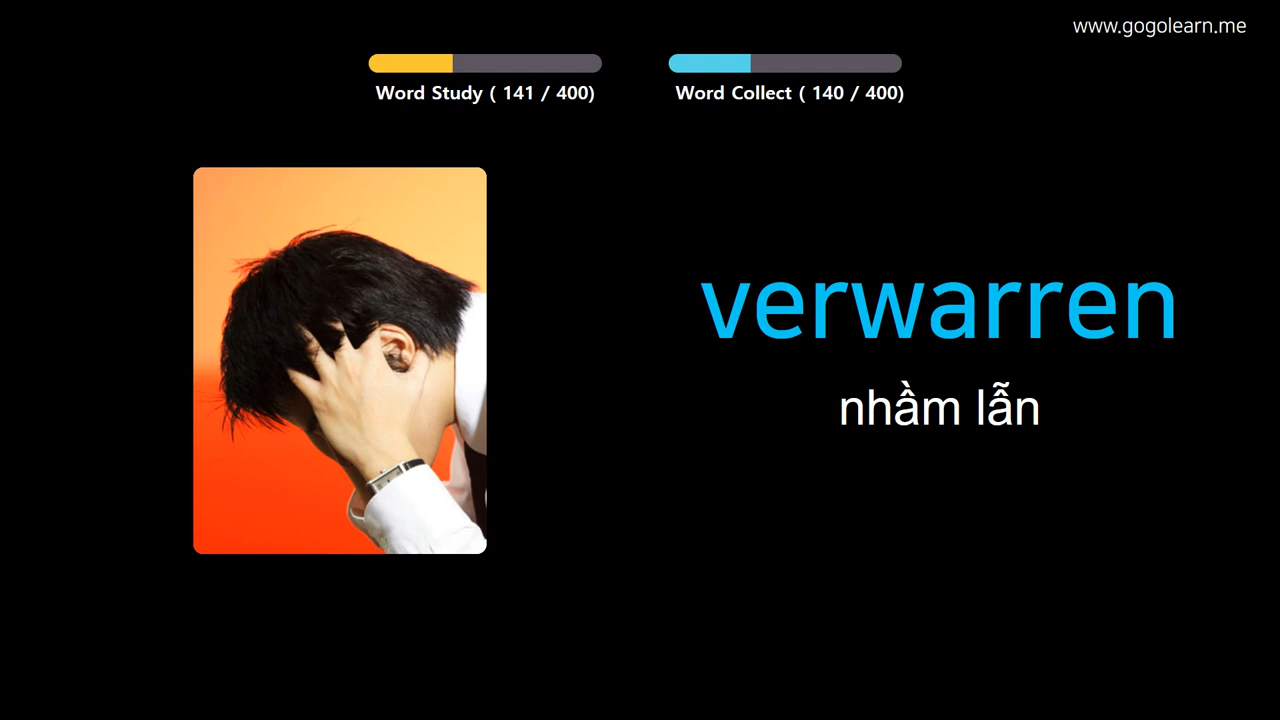 www.gogolearn.me
Word Study ( 141 / 400)
Word Collect ( 140 / 400)
verwarren
nhầm lẫn